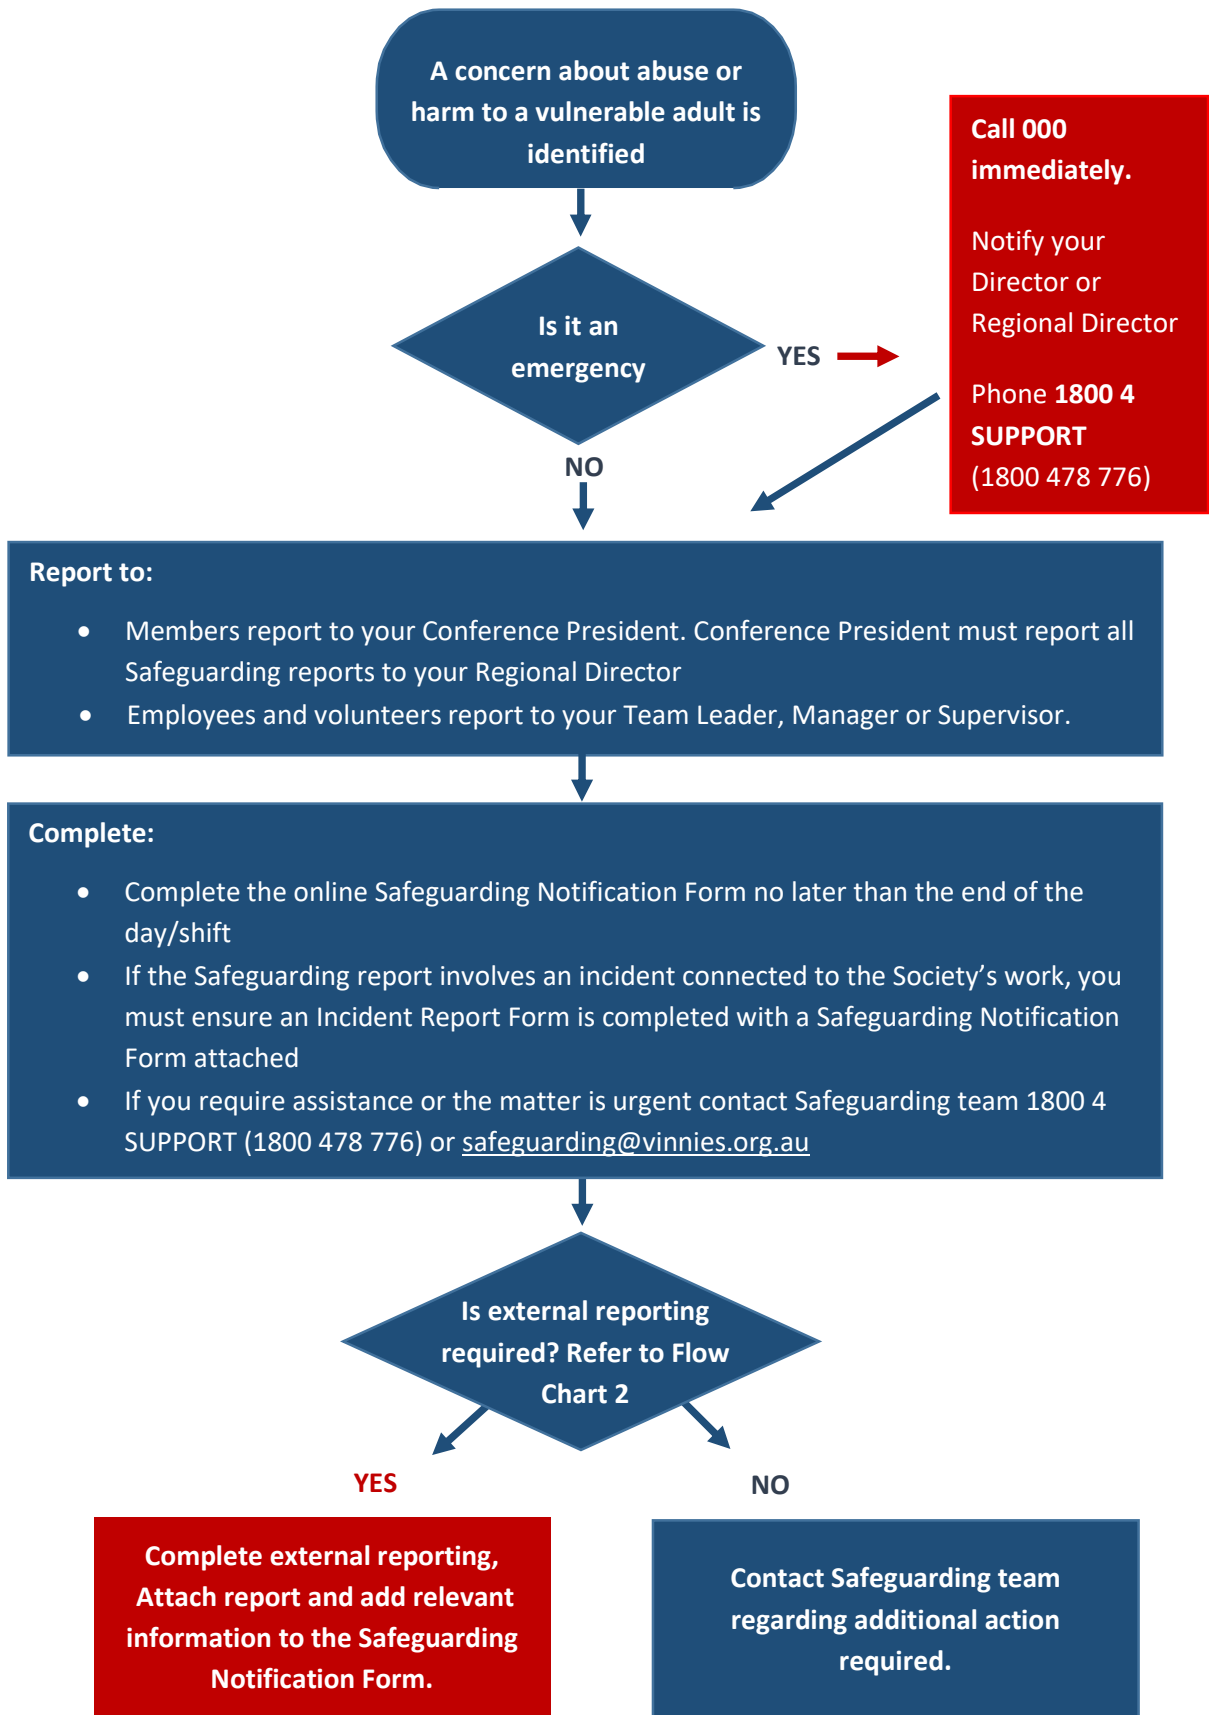 A concern about abuse or
harm to a vulnerable adult is
identified
Call 000
immediately.
Notify your
Director or
Regional Director
Phone 1800 4
SUPPORT
(1800 478 776)
Is it an
emergency
YES
NO
Report to:
• Members report to your Conference President. Conference President must report all
Safeguarding reports to your Regional Director
• Employees and volunteers report to your Team Leader, Manager or Supervisor.
Complete:
• Complete the online Safeguarding Notification Form no later than the end of the
day/shift
• If the Safeguarding report involves an incident connected to the Society’s work, you
must ensure an Incident Report Form is completed with a Safeguarding Notification
Form attached
• If you require assistance or the matter is urgent contact Safeguarding team 1800 4
SUPPORT (1800 478 776) or safeguarding@vinnies.org.au
Is external reporting
required? Refer to Flow
Chart 2
YES
NO
Complete external reporting,
Attach report and add relevant
information to the Safeguarding
Notification Form.
Contact Safeguarding team
regarding additional action
required.